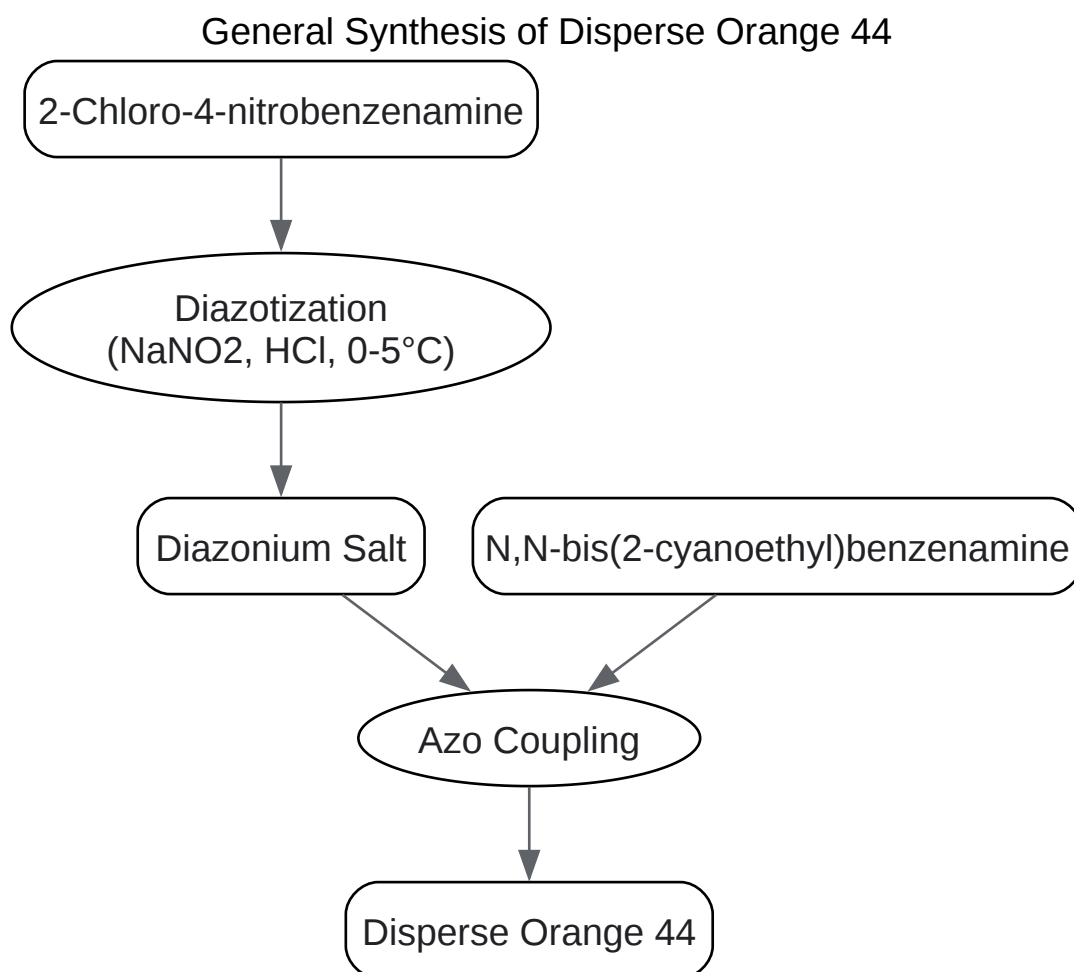 General Synthesis of Disperse Orange 44
2-Chloro-4-nitrobenzenamine
Diazotization
(NaNO2, HCl, 0-5°C)
Diazonium Salt
N,N-bis(2-cyanoethyl)benzenamine
Azo Coupling
Disperse Orange 44